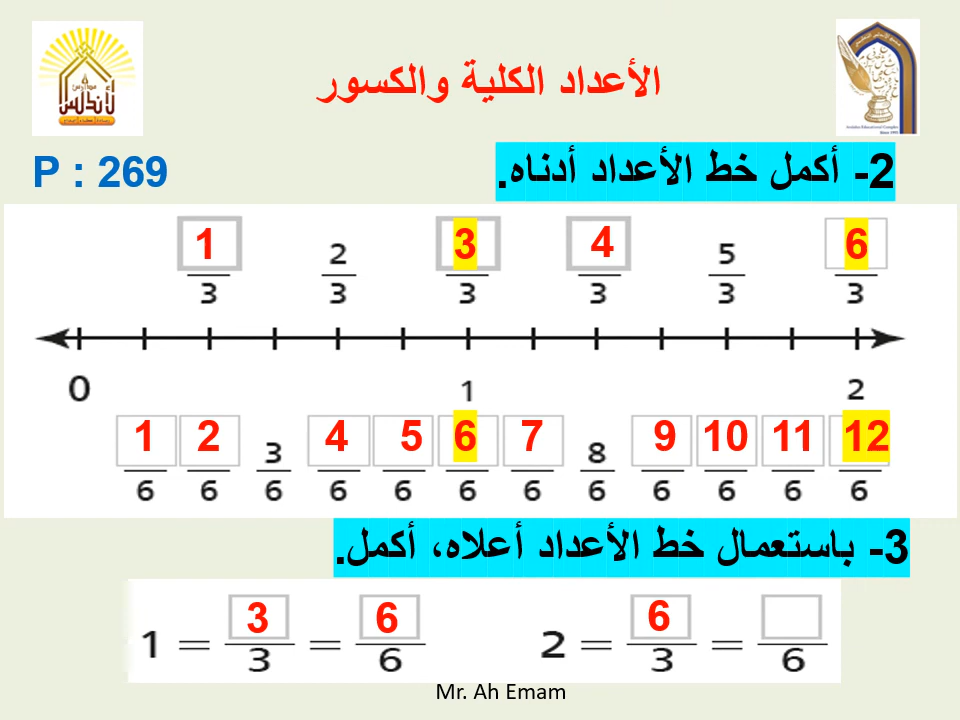 الأعداد الكلية والكسور
2- أكمل خط الأعداد أدناه.
P : 269
1/3 2/3 3/3 4/3 5/3 6/3
0 1 2
1/6 2/6 3/6 4/6 5/6 6/6 7/6 8/6 9/6 10/6 11/6 12/6
3- باستعمال خط الأعداد أعلاه، أكمل.
1 = 3/3 = 6/6 2 = 6/3 = /6
Mr. Ah Emam